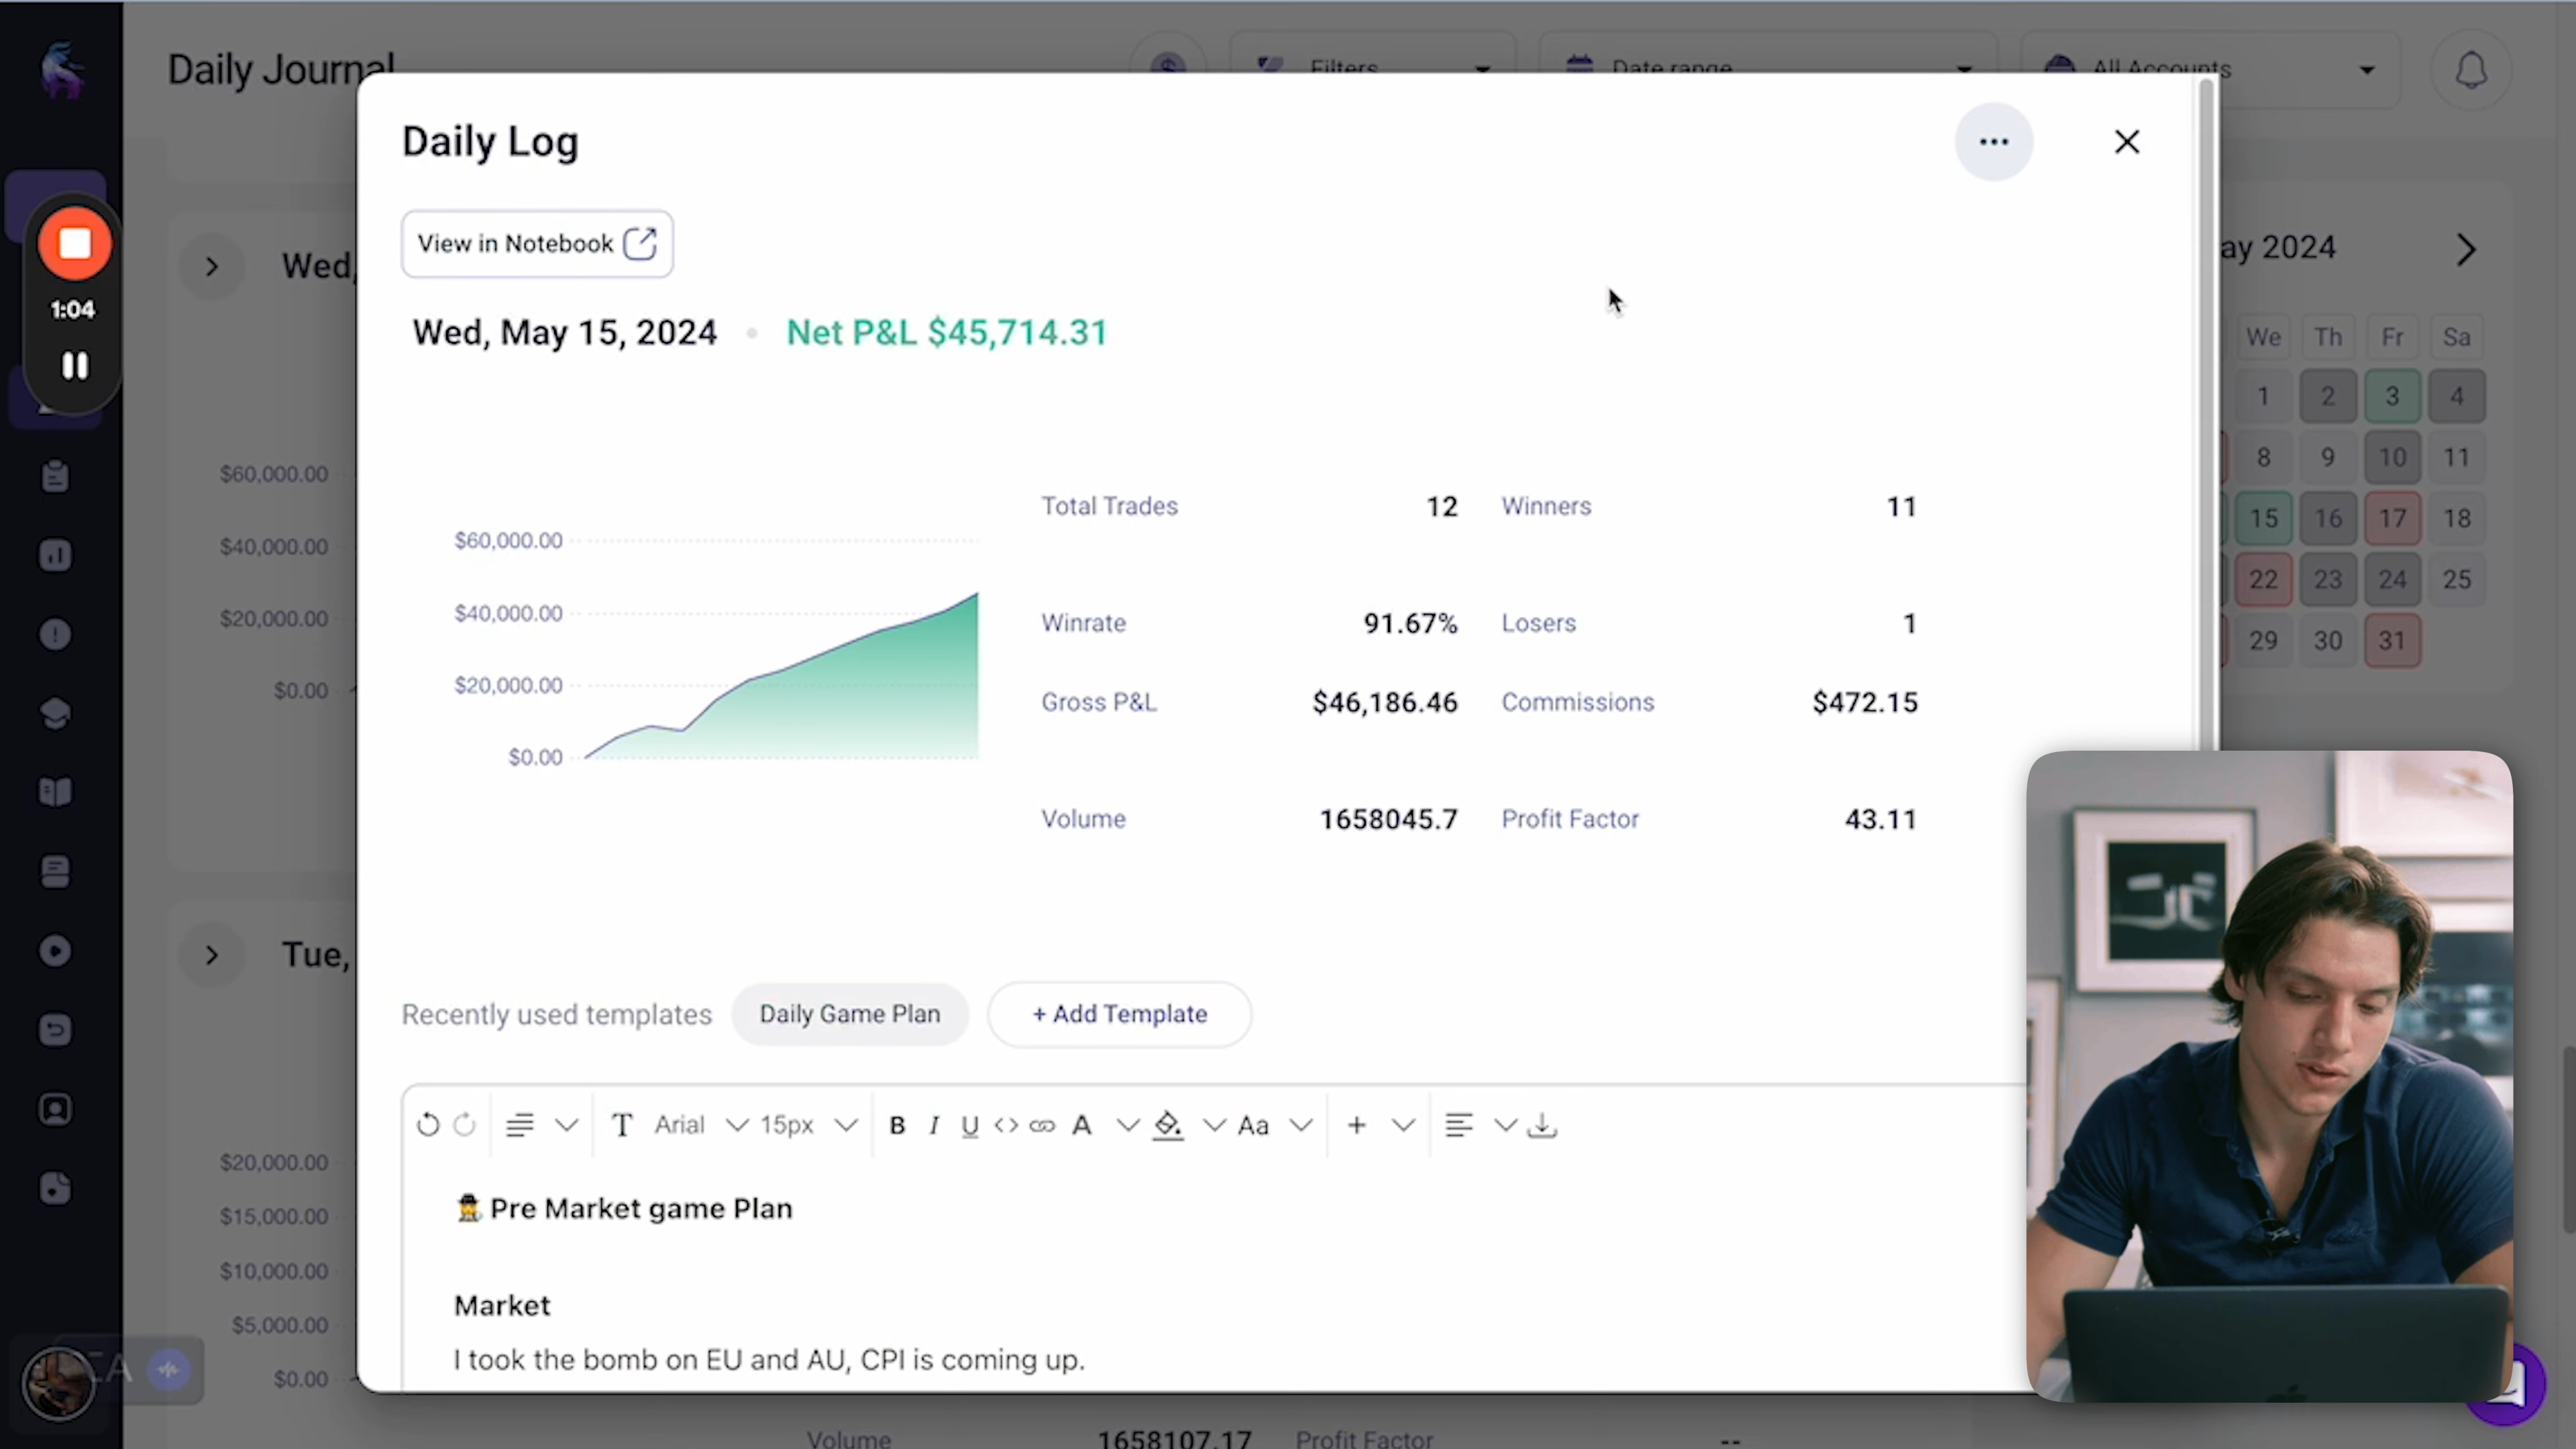 Daily Journal
Filters
Date range
All Accounts
Daily Log
View in Notebook
Wed, May 15, 2024 • Net P&L $45,714.31
1:04
Wed,
$60,000.00
$40,000.00
$20,000.00
$0.00
$60,000.00
$40,000.00
$20,000.00
$0.00
Total Trades 12 Winners 11
Winrate 91.67% Losers 1
Gross P&L $46,186.46 Commissions $472.15
Volume 1658045.7 Profit Factor 43.11
ay 2024
We Th Fr Sa
1 2 3 4
8 9 10 11
15 16 17 18
22 23 24 25
29 30 31
Recently used templates Daily Game Plan + Add Template
T Arial 15px B I U <> A Aa +
Pre Market game Plan
Market
I took the bomb on EU and AU, CPI is coming up.
Tue,
$20,000.00
$15,000.00
$10,000.00
$5,000.00
$0.00
Volume 1658107.17 Profit Factor --